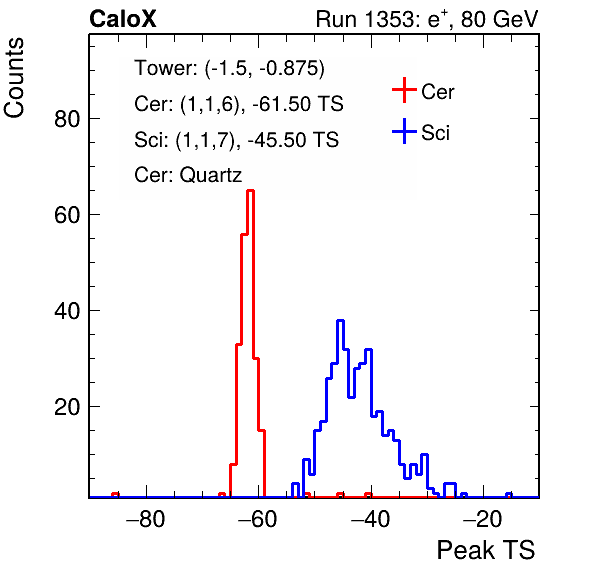 CaloX
Run 1353: e⁺, 80 GeV
Counts
Tower: (-1.5, -0.875)
Cer: (1,1,6), -61.50 TS
Sci: (1,1,7), -45.50 TS
Cer: Quartz
Cer
Sci
80
60
40
20
−80 −60 −40 −20
Peak TS